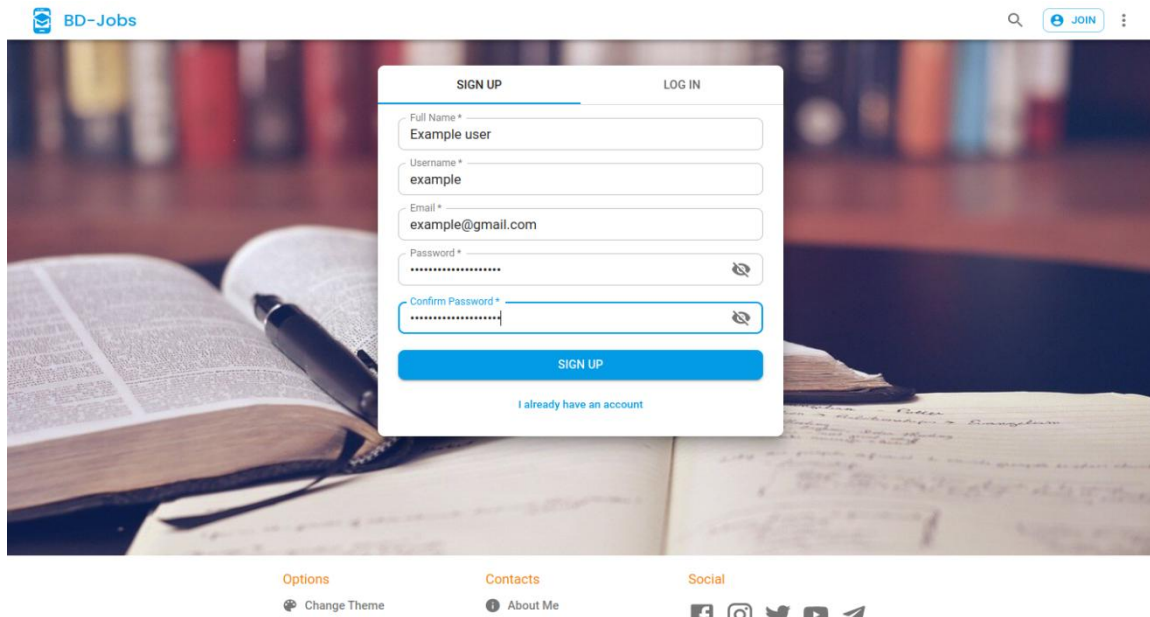 BD-Jobs
JOIN
SIGN UP
LOG IN
Full Name *
Example user
Username *
example
Email *
example@gmail.com
Password *
Confirm Password *
SIGN UP
I already have an account
Options
Contacts
Social
Change Theme
About Me